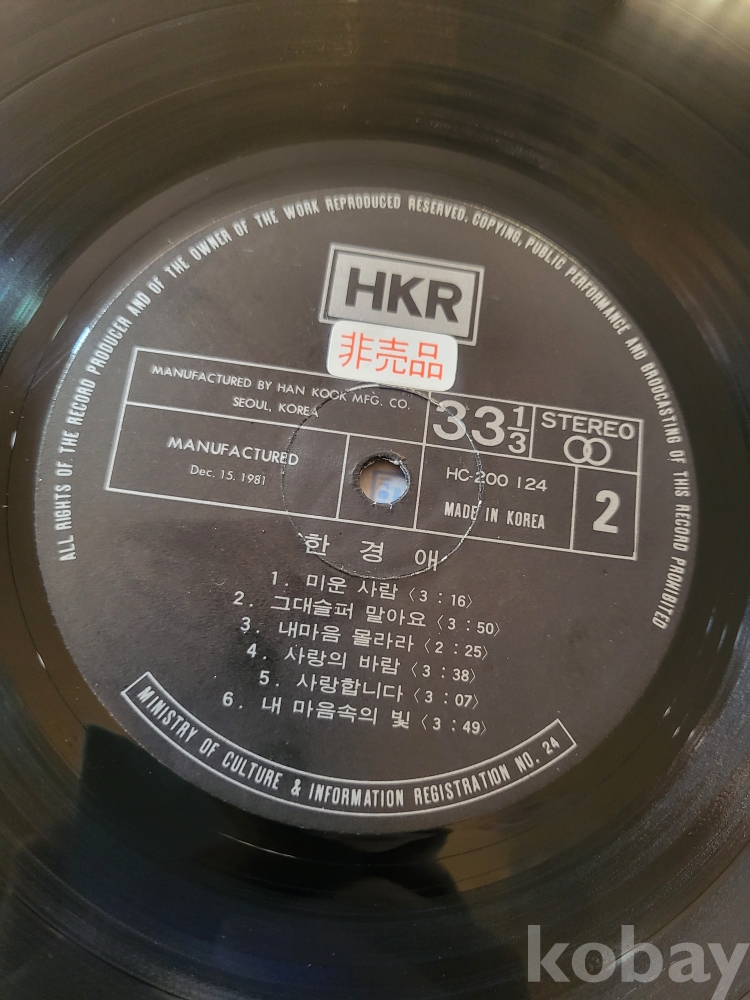 ALL RIGHTS OF THE RECORD PRODUCER AND OF THE OWNER OF THE WORK REPRODUCED RESERVED. COPYING, PUBLIC PERFORMANCE AND BRODCOSTING OF THIS RECORD PROHIBITED
HKR
非売品
MANUFACTURED BY HAN KOOK MFG. CO.
SEOUL, KOREA
33 1/3
STEREO
MANUFACTURED
Dec. 15. 1981
HC-200124
MADE IN KOREA
2
한 경 애
1. 미운 사람 〈3:16〉
2. 그대슬퍼 말아요 〈3:50〉
3. 내마음 몰라라 〈2:25〉
4. 사랑의 바람 〈3:38〉
5. 사랑합니다 〈3:07〉
6. 내 마음속의 빛 〈3:49〉
MINISTRY OF CULTURE & INFORMATION REGISTRATION NO. 24
kobay